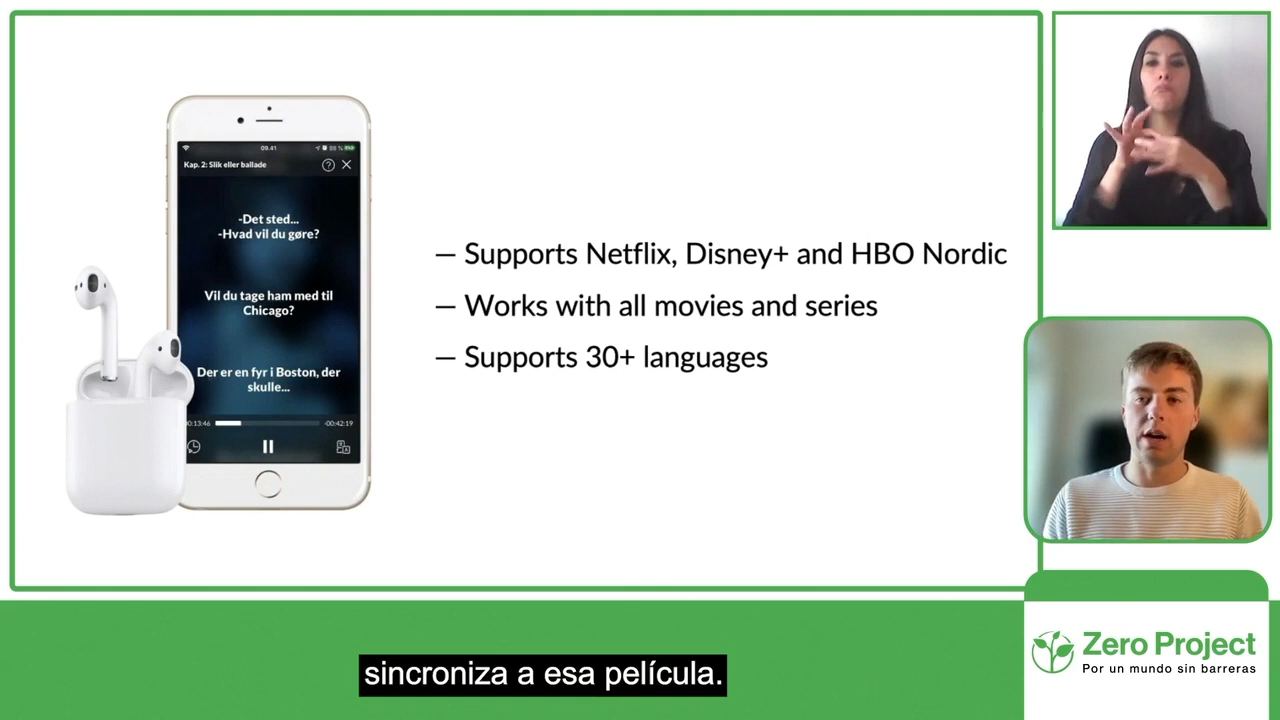 09.41
88 %
Kap. 2: Slik eller ballade
-Det sted...
-Hvad vil du gøre?
Vil du tage ham med til
Chicago?
Der er en fyr i Boston, der
skulle...
0:13:46
-00:42:19
— Supports Netflix, Disney+ and HBO Nordic
— Works with all movies and series
— Supports 30+ languages
sincroniza a esa película.
Zero Project
Por un mundo sin barreras